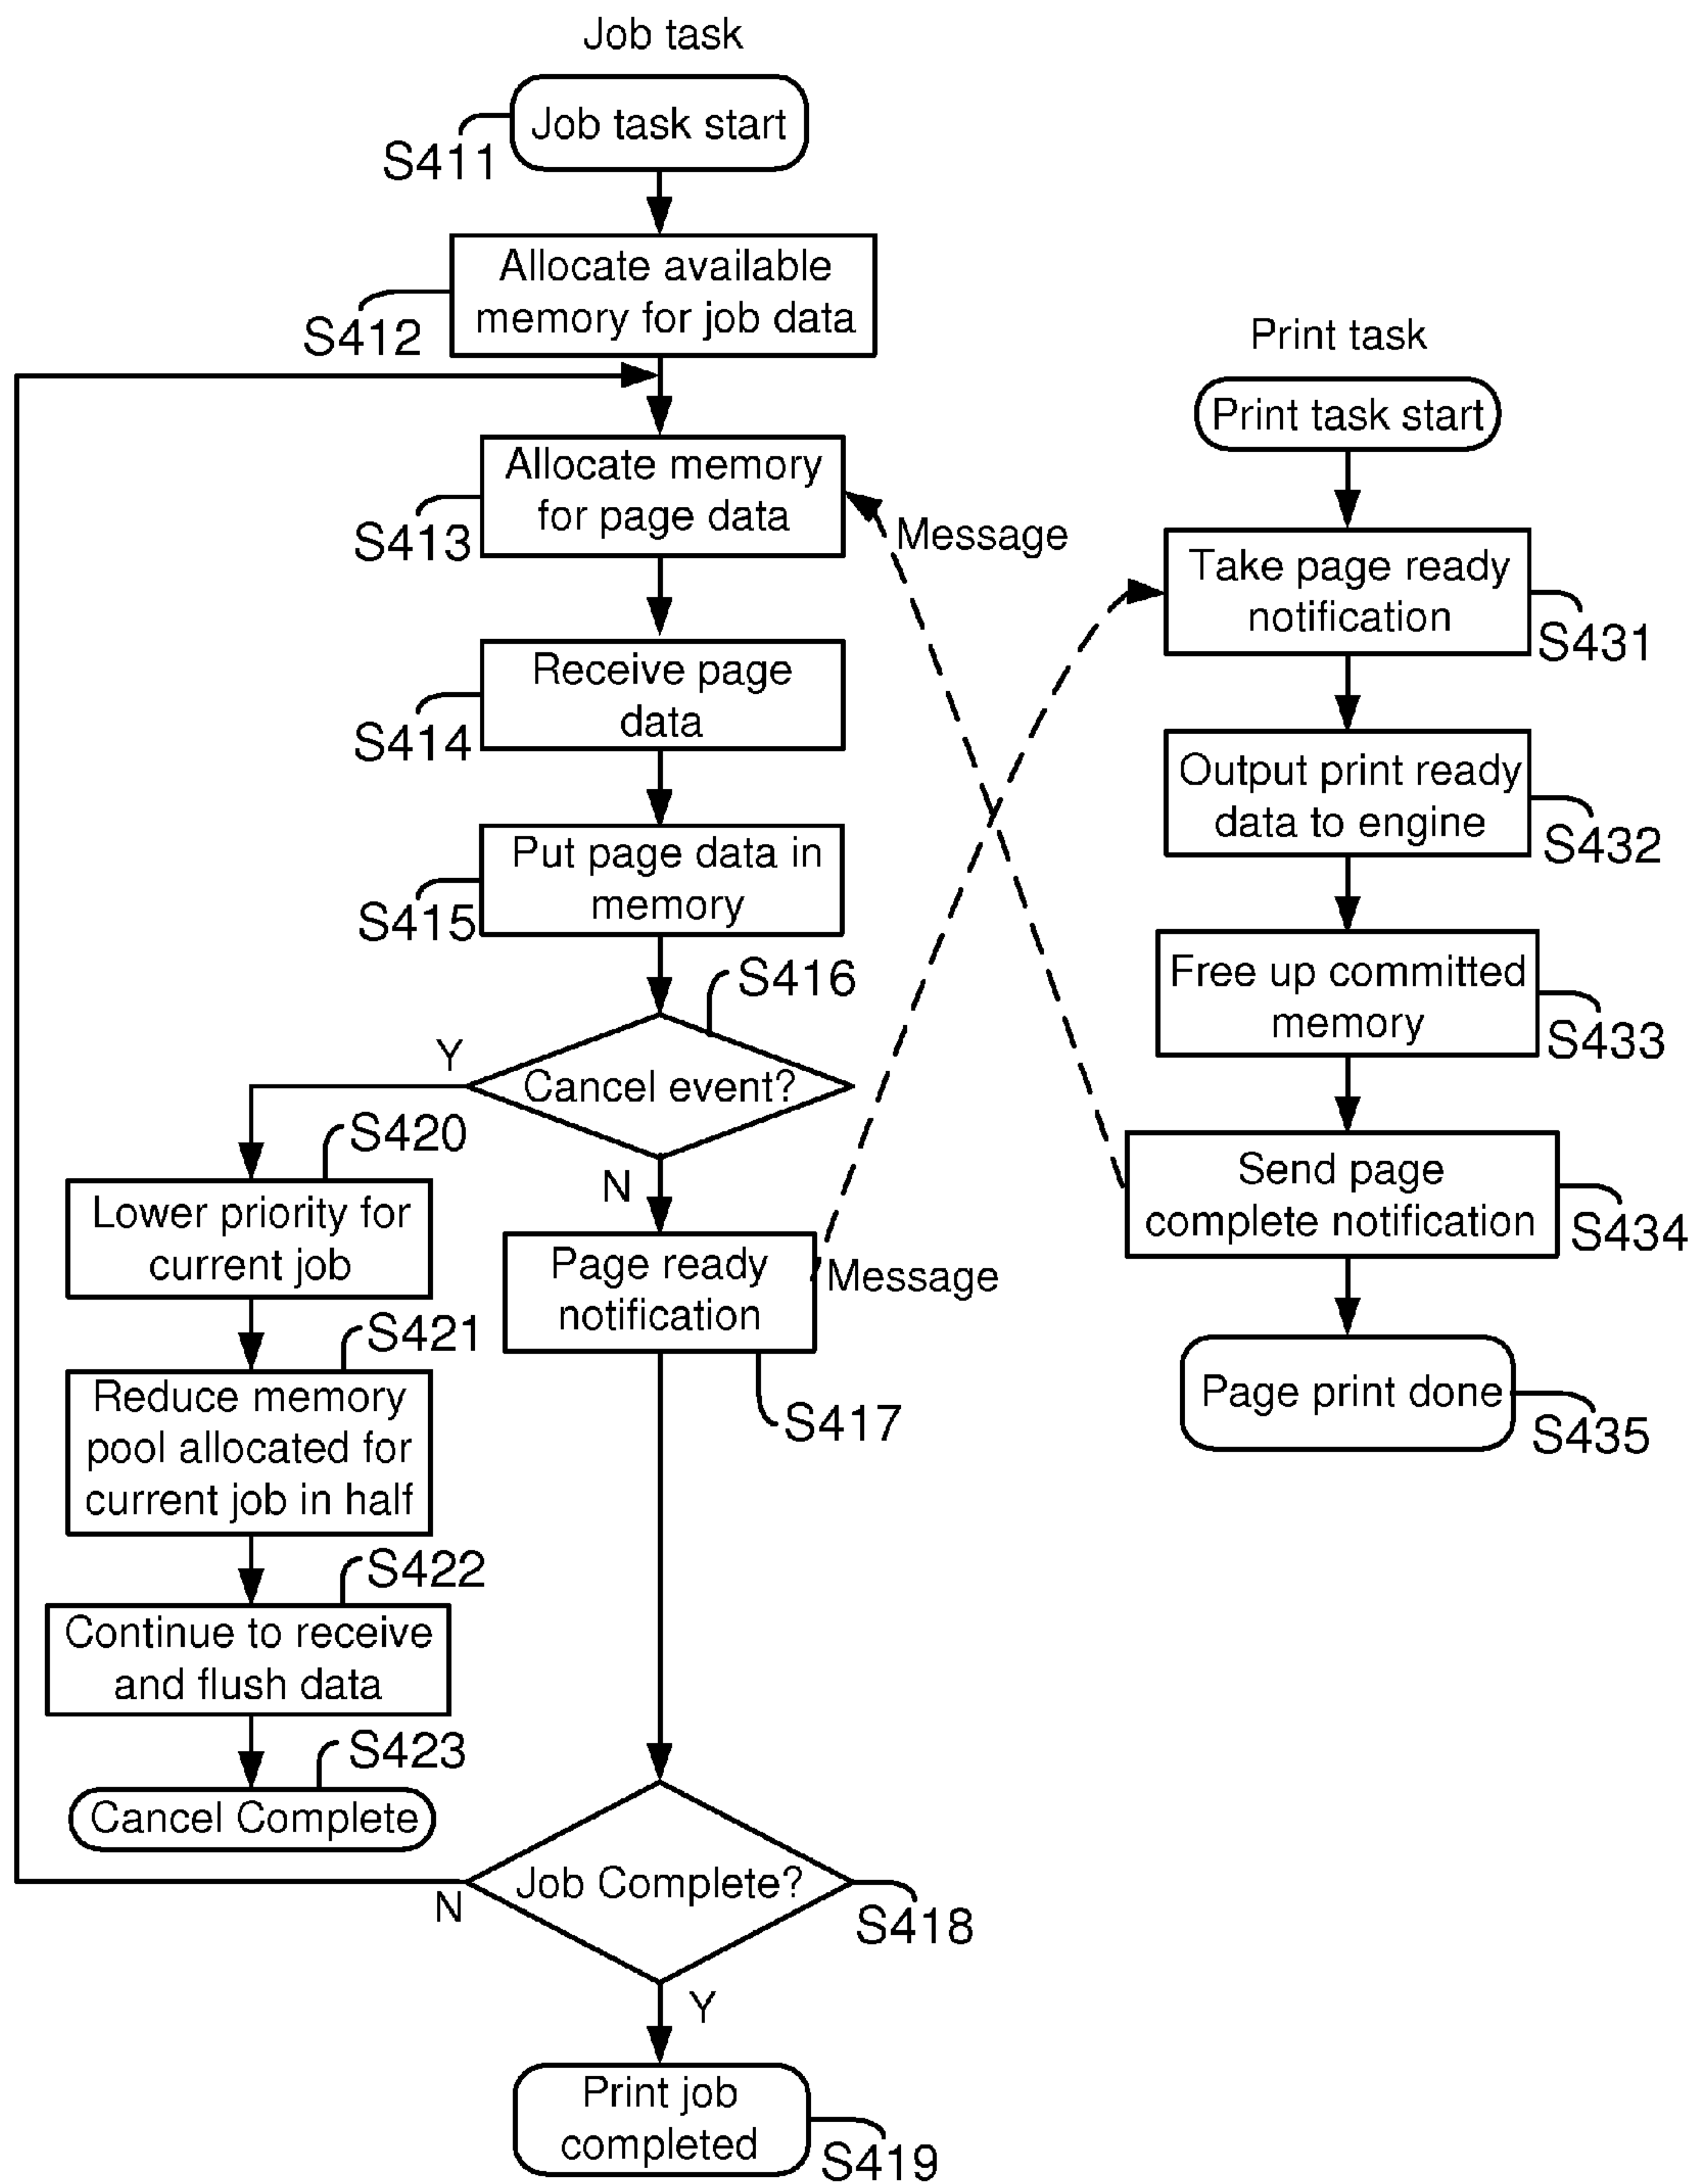 Job task
Job task start
S411
Allocate available
memory for job data
S412
Allocate memory
for page data
S413
Receive page
data
S414
Put page data in
memory
S415
S416
Cancel event?
Y
N
S420
Lower priority for
current job
S421
Reduce memory
pool allocated for
current job in half
S422
Continue to receive
and flush data
S423
Cancel Complete
Page ready
notification
Message
S417
Job Complete?
N
S418
Y
Print job
completed
S419
Print task
Print task start
Message
Take page ready
notification
S431
Output print ready
data to engine
S432
Free up committed
memory
S433
Send page
complete notification
S434
Page print done
S435